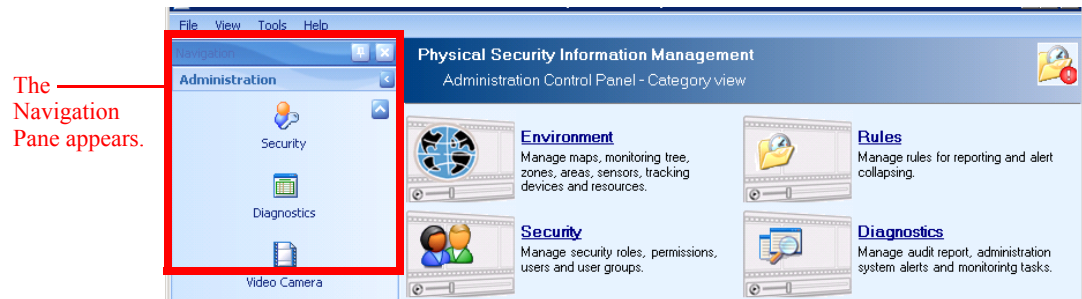 File View Tools Help
Navigation
Administration
Security
Diagnostics
Video Camera
The
Navigation
Pane appears.
Physical Security Information Management
Administration Control Panel - Category view
Environment
Manage maps, monitoring tree,
zones, areas, sensors, tracking
devices and resources.
Rules
Manage rules for reporting and alert
collapsing.
Security
Manage security roles, permissions,
users and user groups.
Diagnostics
Manage audit report, administration
system alerts and monitorintg tasks.